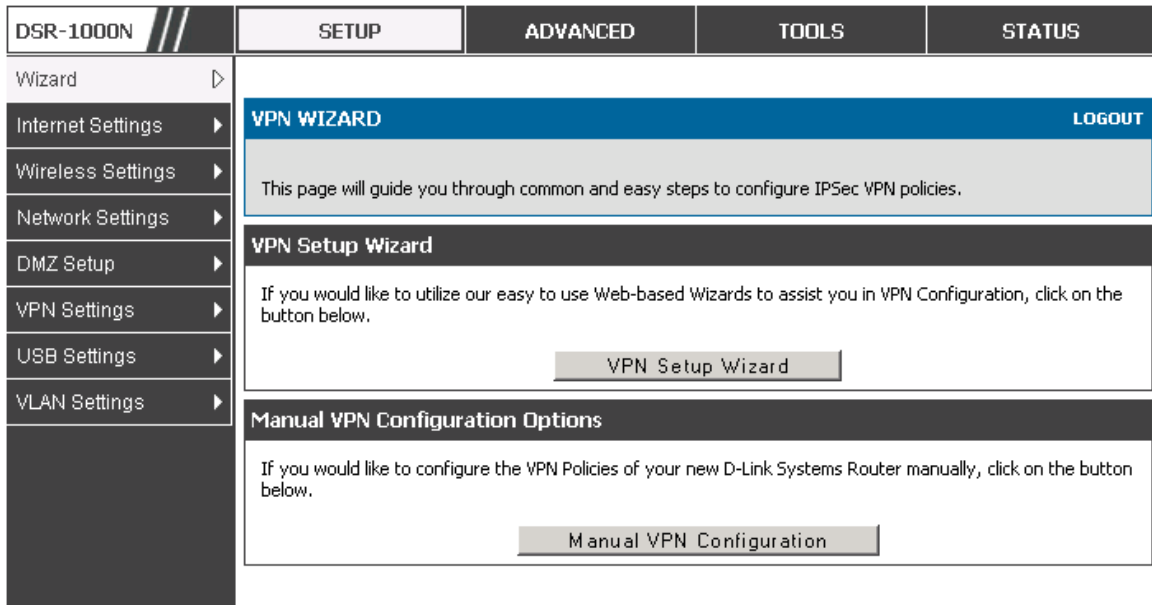 DSR-1000N
SETUP
ADVANCED
TOOLS
STATUS
Wizard
Internet Settings
Wireless Settings
Network Settings
DMZ Setup
VPN Settings
USB Settings
VLAN Settings
VPN WIZARD
LOGOUT
This page will guide you through common and easy steps to configure IPSec VPN policies.
VPN Setup Wizard
If you would like to utilize our easy to use Web-based Wizards to assist you in VPN Configuration, click on the
button below.
VPN Setup Wizard
Manual VPN Configuration Options
If you would like to configure the VPN Policies of your new D-Link Systems Router manually, click on the button
below.
Manual VPN Configuration